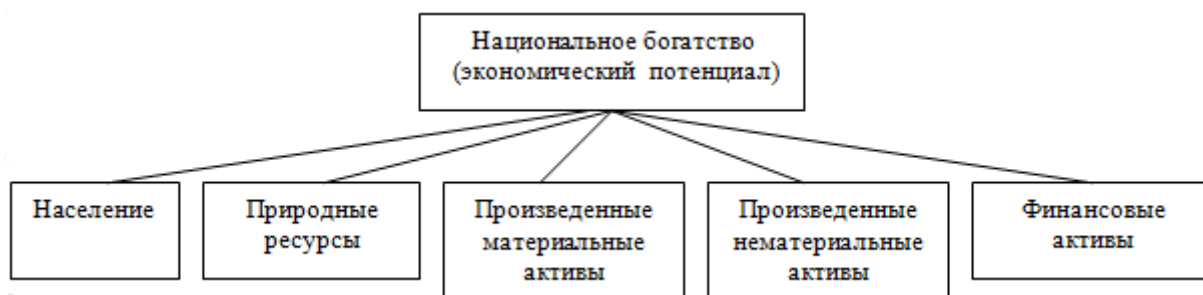 Национальное богатство
(экономический потенциал)
Население
Природные
ресурсы
Произведенные
материальные
активы
Произведенные
нематериальные
активы
Финансовые
активы